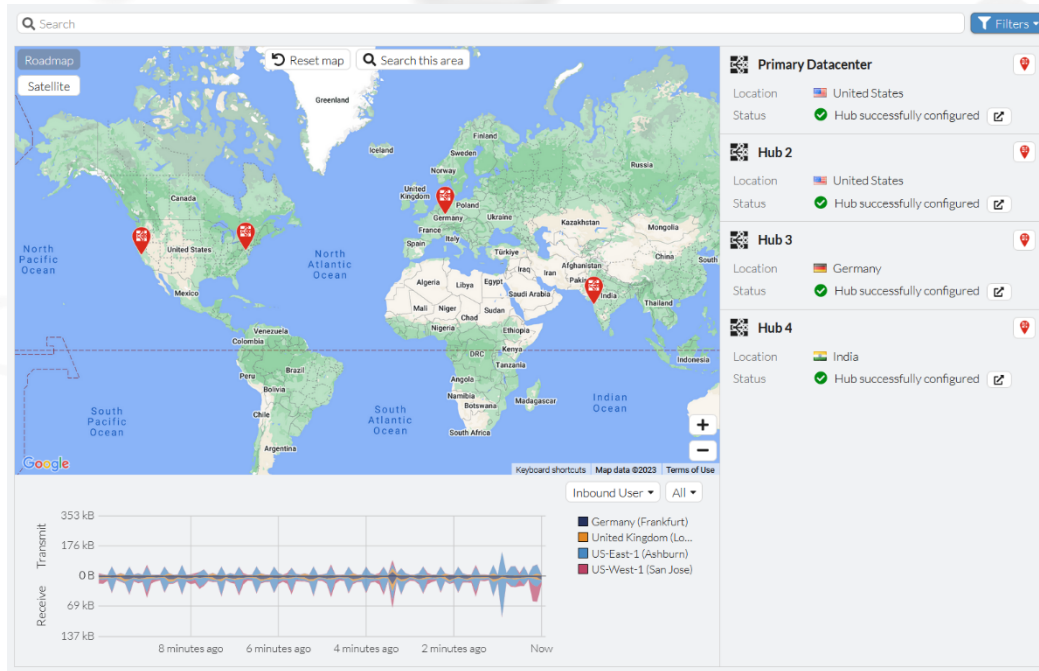 Search
Filters
Roadmap
Satellite
Reset map
Search this area
Greenland
Iceland
Finland
Sweden
Norway
Russia
United Kingdom
Poland
Germany
Ukraine
France
Italy
Spain
Türkiye
Kazakhstan
Mongolia
China
South
Afghanistan
Iraq
Iran
India
Thailand
Algeria
Libya
Egypt
Saudi Arabia
Mali
Niger
Chad
Sudan
Nigeria
Ethiopia
DRC
Kenya
Tanzania
Angola
Namibia
Botswana
Madagascar
South Africa
Indonesia
Canada
United States
Mexico
Venezuela
Colombia
Peru
Brazil
Bolivia
Chile
Argentina
North
Pacific
Ocean
North
Atlantic
Ocean
South
Pacific
Ocean
South
Atlantic
Ocean
Indian
Ocean
+
−
Google
Keyboard shortcuts
Map data ©2023
Terms of Use
Primary Datacenter
Location United States
Status Hub successfully configured
Hub 2
Location United States
Status Hub successfully configured
Hub 3
Location Germany
Status Hub successfully configured
Hub 4
Location India
Status Hub successfully configured
Inbound User
All
Transmit
Receive
353 kB
176 kB
0 B
69 kB
137 kB
8 minutes ago
6 minutes ago
4 minutes ago
2 minutes ago
Now
Germany (Frankfurt)
United Kingdom (Lo...
US-East-1 (Ashburn)
US-West-1 (San Jose)